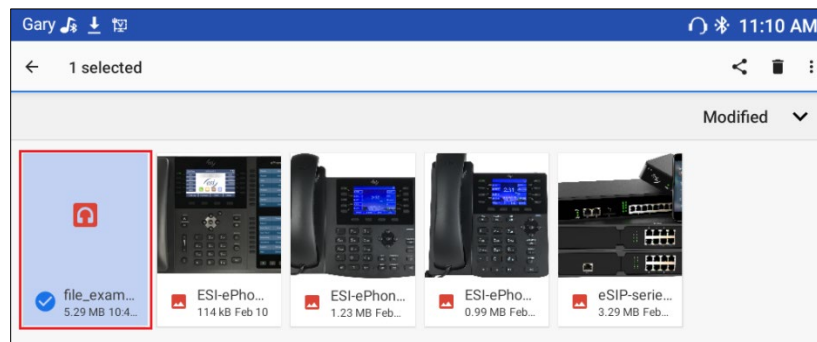 Gary
11:10 AM
1 selected
Modified
file_exam...
5.29 MB 10:4...
ESI-ePho...
114 kB Feb 10
ESI-ePhon...
1.23 MB Feb...
ESI-ePho...
0.99 MB Feb...
eSIP-serie...
3.29 MB Feb...